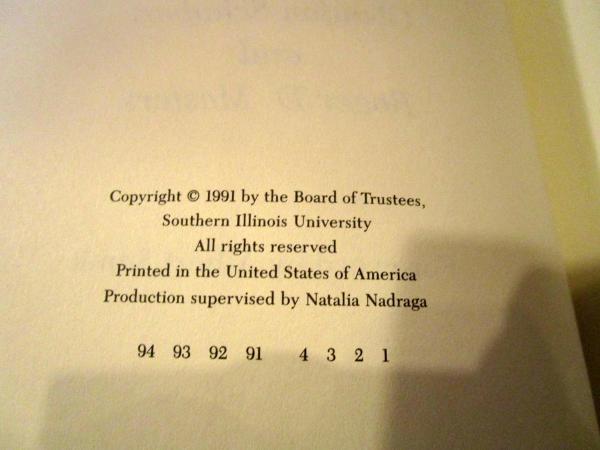 Copyright © 1991 by the Board of Trustees,
Southern Illinois University
All rights reserved
Printed in the United States of America
Production supervised by Natalia Nadraga
94 93 92 91 4 3 2 1